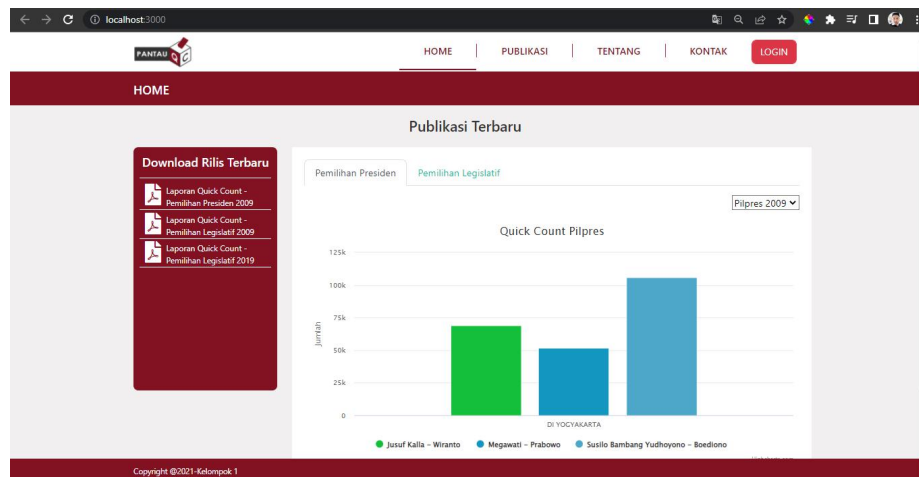 localhost:3000
PANTAU QC
HOME
PUBLIKASI
TENTANG
KONTAK
LOGIN
HOME
Publikasi Terbaru
Download Rilis Terbaru
Laporan Quick Count -
Pemilihan Presiden 2009
Laporan Quick Count -
Pemilihan Legislatif 2009
Laporan Quick Count -
Pemilihan Legislatif 2019
Pemilihan Presiden
Pemilihan Legislatif
Pilpres 2009
Quick Count Pilpres
125k
100k
75k
50k
25k
0
Jumlah
DI YOGYAKARTA
Jusuf Kalla – Wiranto
Megawati – Prabowo
Susilo Bambang Yudhoyono – Boediono
Copyright @2021-Kelompok 1